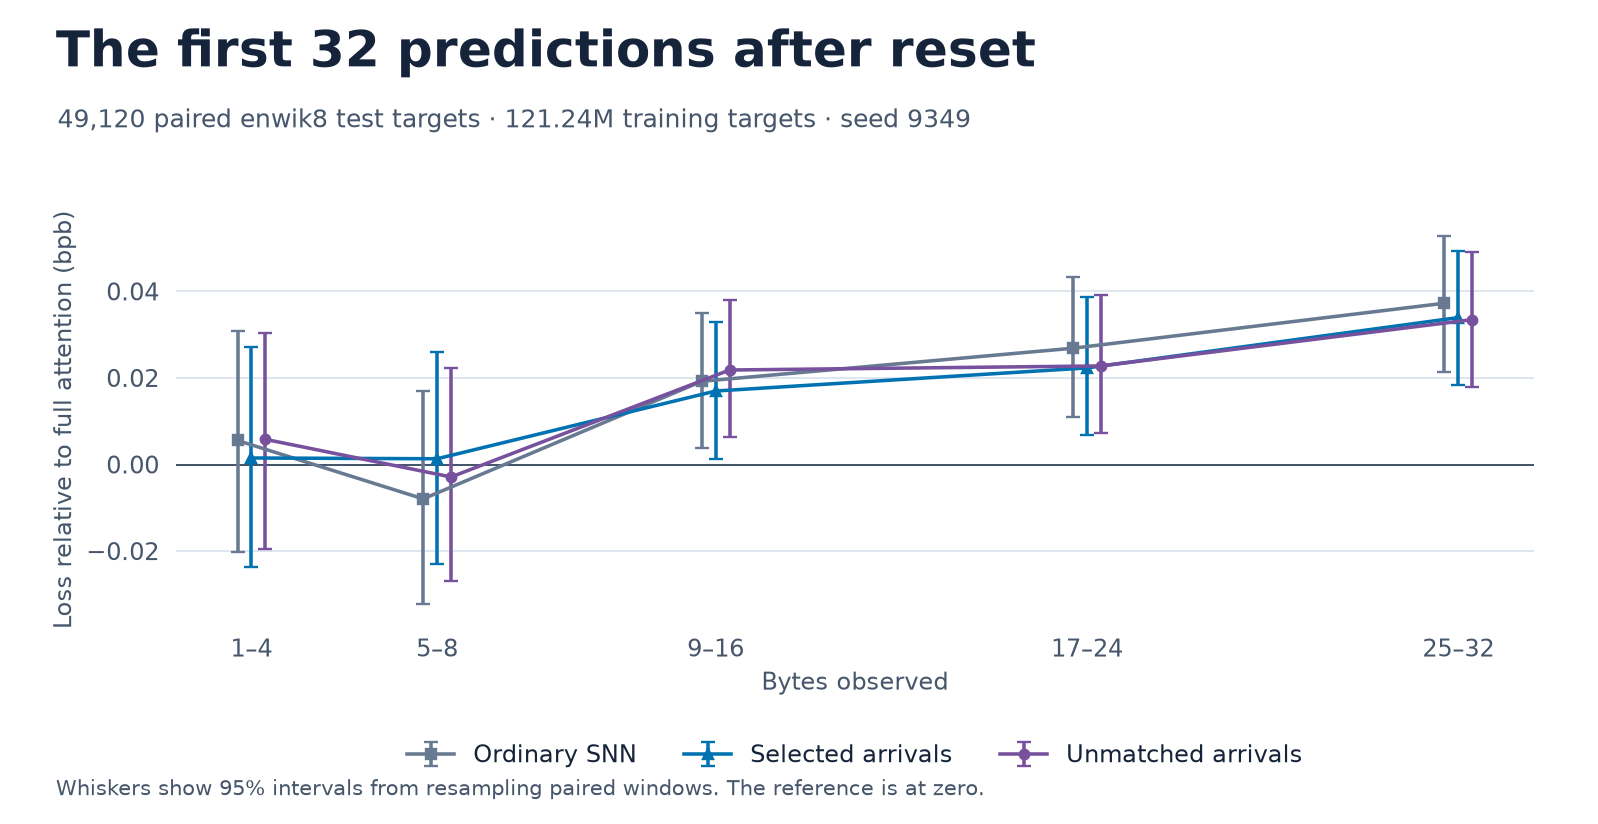 The first 32 predictions after reset
49,120 paired enwik8 test targets · 121.24M training targets · seed 9349
Loss relative to full attention (bpb)
0.04
0.02
0.00
−0.02
1–4
5–8
9–16
17–24
25–32
Bytes observed
Ordinary SNN
Selected arrivals
Unmatched arrivals
Whiskers show 95% intervals from resampling paired windows. The reference is at zero.